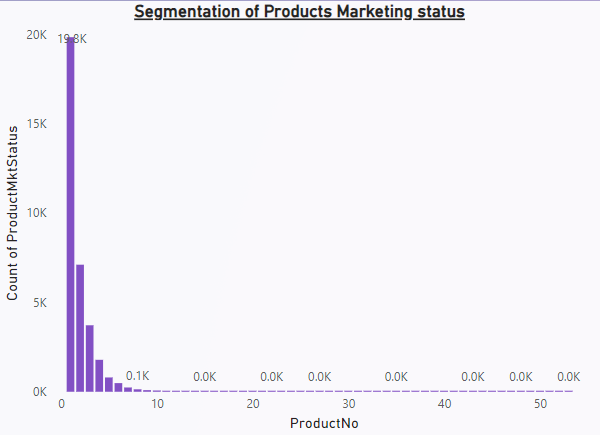 Segmentation of Products Marketing status
20K
19.8K
15K
10K
5K
0K
Count of ProductMktStatus
0.1K
0.0K
0.0K
0.0K
0.0K
0.0K
0.0K
0.0K
0
10
20
30
40
50
ProductNo